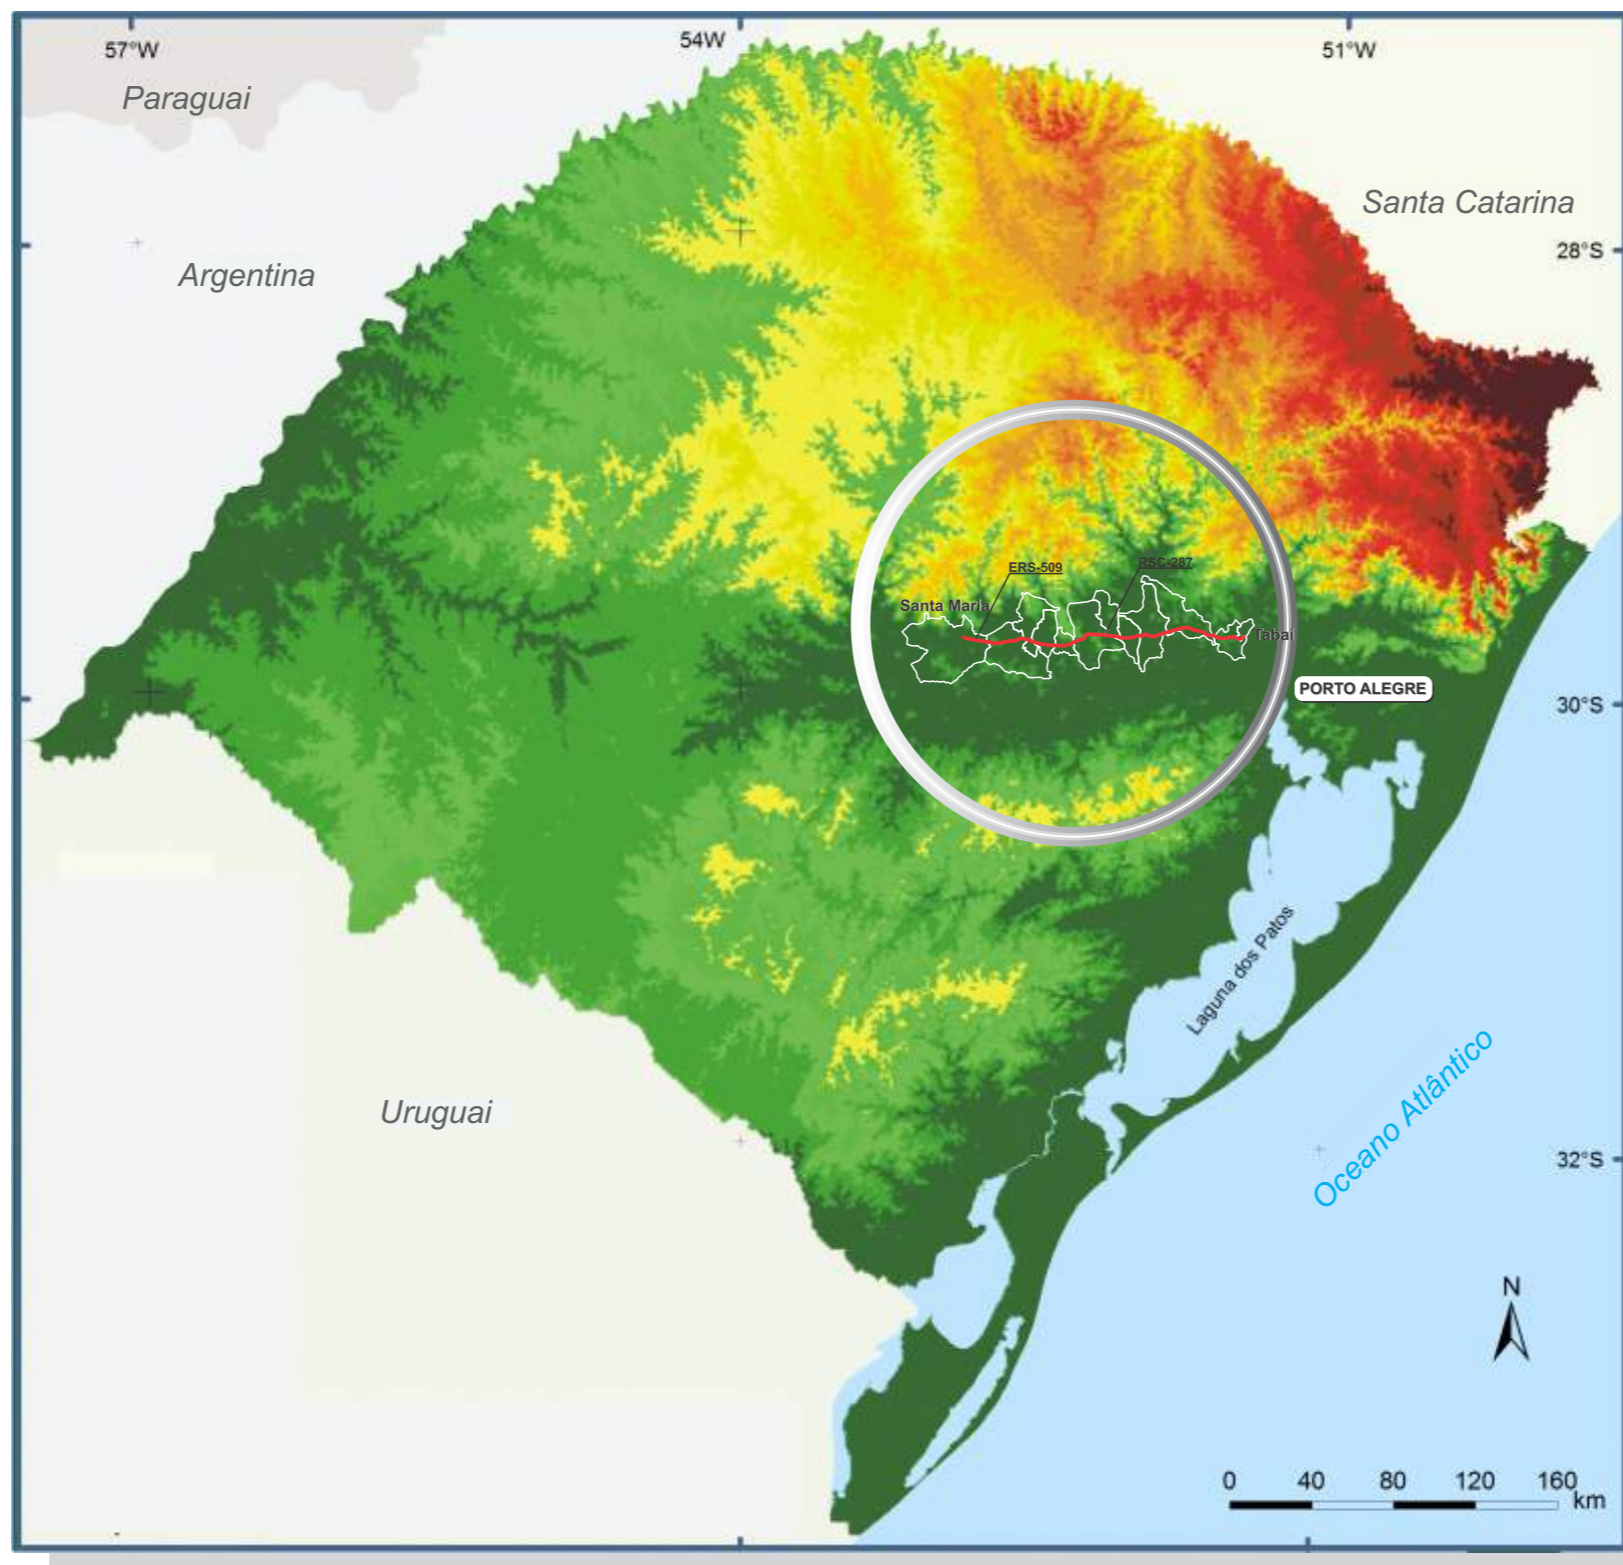 57°W
54W
51°W
Paraguai
Santa Catarina
28°S
Argentina
ERS-509
RSC-287
Santa Maria
Tabaí
PORTO ALEGRE
30°S
Laguna dos Patos
Oceano Atlântico
Uruguai
32°S
N
0 40 80 120 160 km